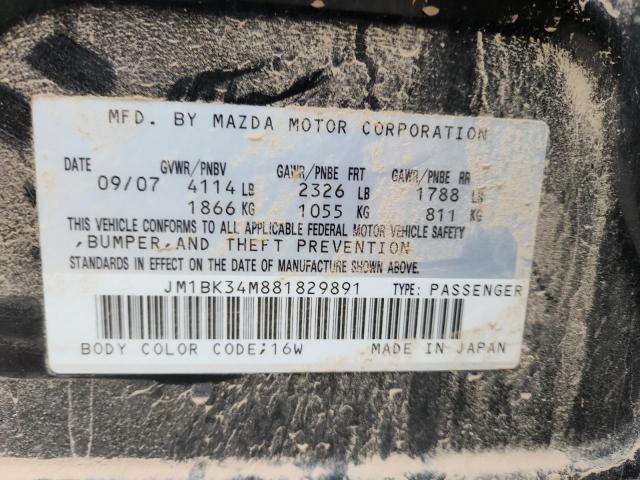 MFD. BY MAZDA MOTOR CORPORATION
DATE GVWR/PNBV GAWR/PNBE FRT GAWR/PNBE RR
09/07 4114 LB 2326 LB 1788 LB
1866 KG 1055 KG 811 KG
THIS VEHICLE CONFORMS TO ALL APPLICABLE FEDERAL MOTOR VEHICLE SAFETY
,BUMPER,AND THEFT PREVENTION
STANDARDS IN EFFECT ON THE DATE OF MANUFACTURE SHOWN ABOVE.
JM1BK34M881829891 TYPE: PASSENGER
BODY COLOR CODE;16W MADE IN JAPAN